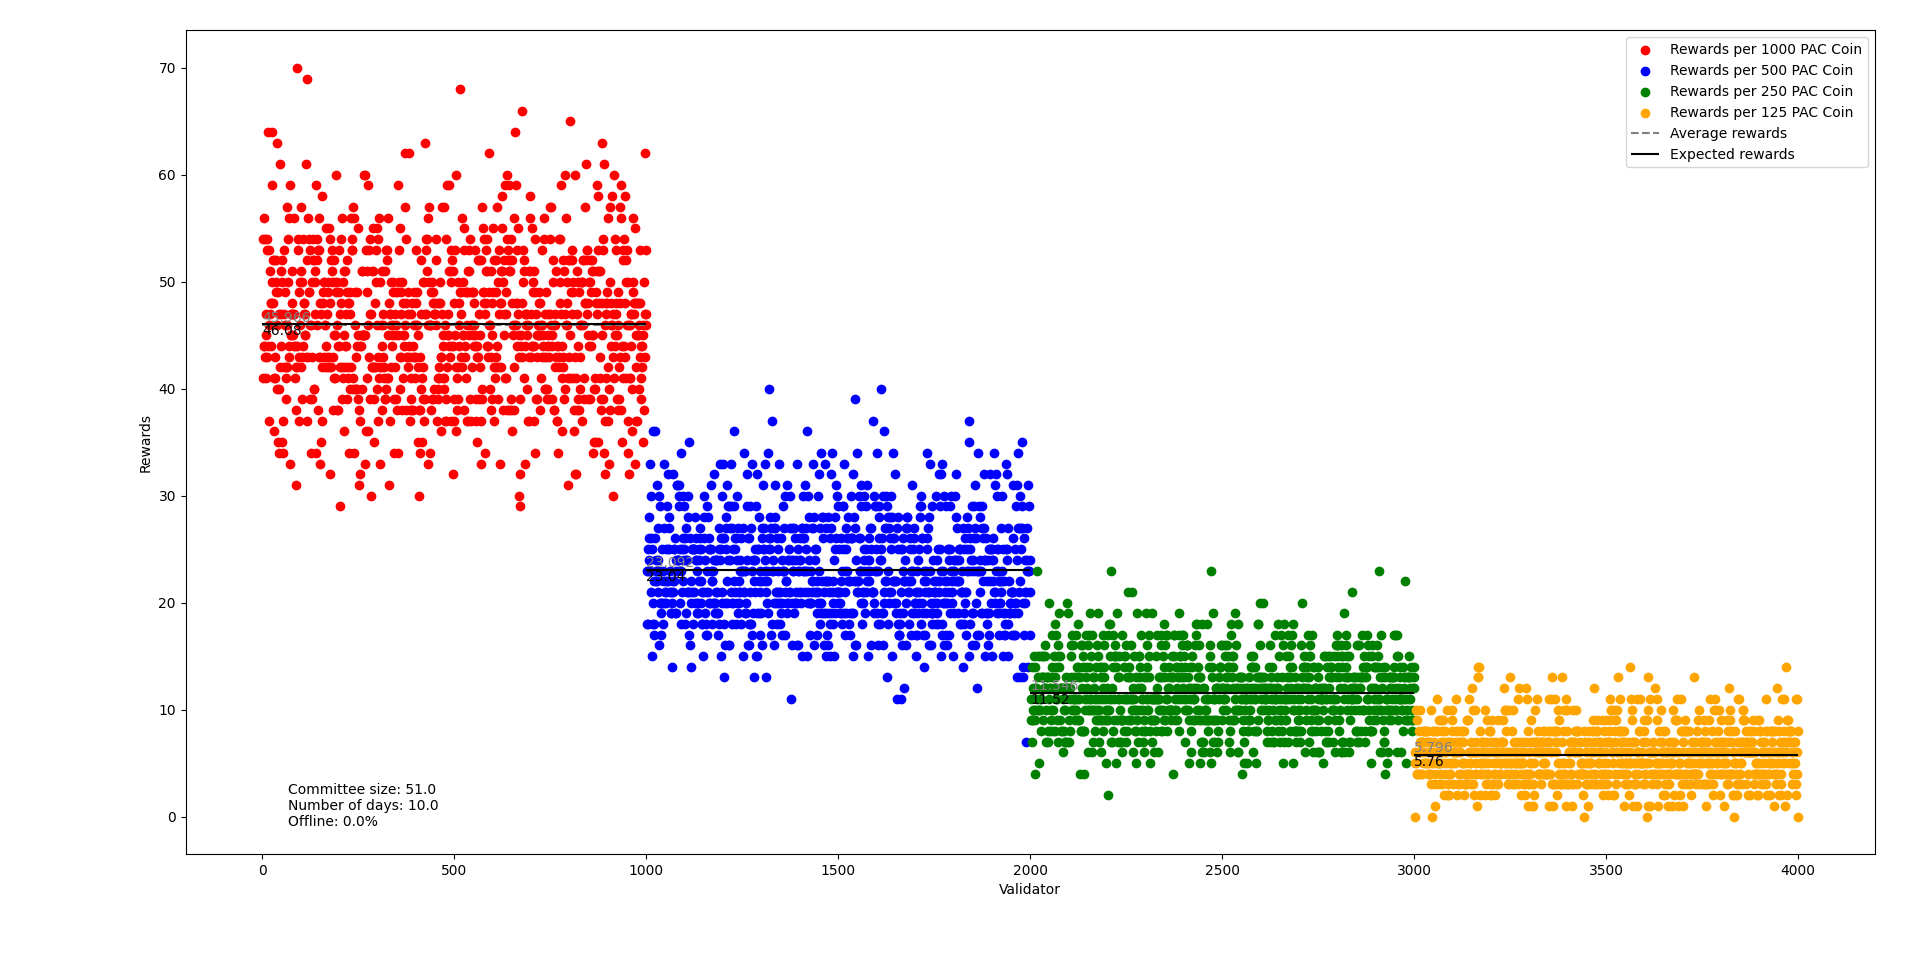 70
60
50
40
30
20
10
0
Rewards
Rewards per 1000 PAC Coin
Rewards per 500 PAC Coin
Rewards per 250 PAC Coin
Rewards per 125 PAC Coin
Average rewards
Expected rewards
46.08
23.092
23.04
11.52
5.796
5.76
Committee size: 51.0
Number of days: 10.0
Offline: 0.0%
0
500
1000
1500
2000
2500
3000
3500
4000
Validator